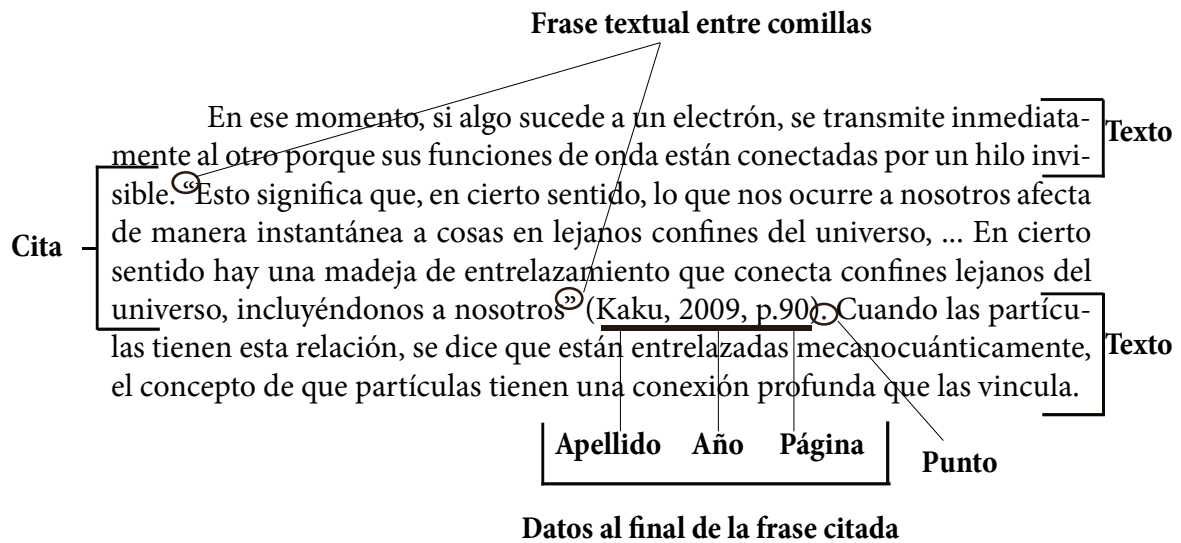 Frase textual entre comillas
En ese momento, si algo sucede a un electrón, se transmite inmediata-
mente al otro porque sus funciones de onda están conectadas por un hilo invi-
sible. “Esto significa que, en cierto sentido, lo que nos ocurre a nosotros afecta
de manera instantánea a cosas en lejanos confines del universo, ... En cierto
sentido hay una madeja de entrelazamiento que conecta confines lejanos del
universo, incluyéndonos a nosotros” (Kaku, 2009, p.90). Cuando las partícu-
las tienen esta relación, se dice que están entrelazadas mecanocuánticamente,
el concepto de que partículas tienen una conexión profunda que las vincula.
Texto
Cita
Texto
Apellido Año Página
Punto
Datos al final de la frase citada